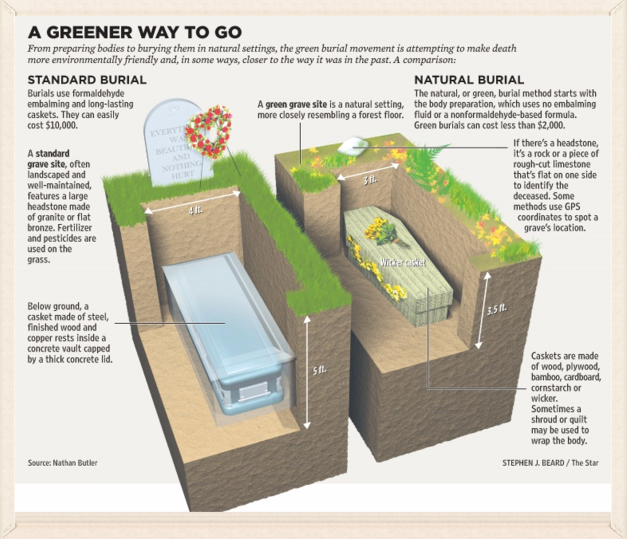 A GREENER WAY TO GO
From preparing bodies to burying them in natural settings, the green burial movement is attempting to make death
more environmentally friendly and, in some ways, closer to the way it was in the past. A comparison:
STANDARD BURIAL
Burials use formaldehyde
embalming and long-lasting
caskets. They can easily
cost $10,000.
A standard
grave site, often
landscaped and
well-maintained,
features a large
headstone made
of granite or flat
bronze. Fertilizer
and pesticides are
used on the
grass.
Below ground, a
casket made of steel,
finished wood and
copper rests inside a
concrete vault capped
by a thick concrete lid.
EVERYTHING
WAS
BEAUTIFUL
AND
NOTHING
HURT
4 ft.
5 ft.
A green grave site is a natural setting,
more closely resembling a forest floor.
NATURAL BURIAL
The natural, or green, burial method starts with
the body preparation, which uses no embalming
fluid or a nonformaldehyde-based formula.
Green burials can cost less than $2,000.
If there's a headstone,
it's a rock or a piece of
rough-cut limestone
that's flat on one side
to identify the
deceased. Some
methods use GPS
coordinates to spot a
grave's location.
3 ft.
Wicker casket
3.5 ft.
Caskets are made
of wood, plywood,
bamboo, cardboard,
cornstarch or
wicker.
Sometimes a
shroud or quilt
may be used to
wrap the body.
Source: Nathan Butler
STEPHEN J. BEARD / The Star